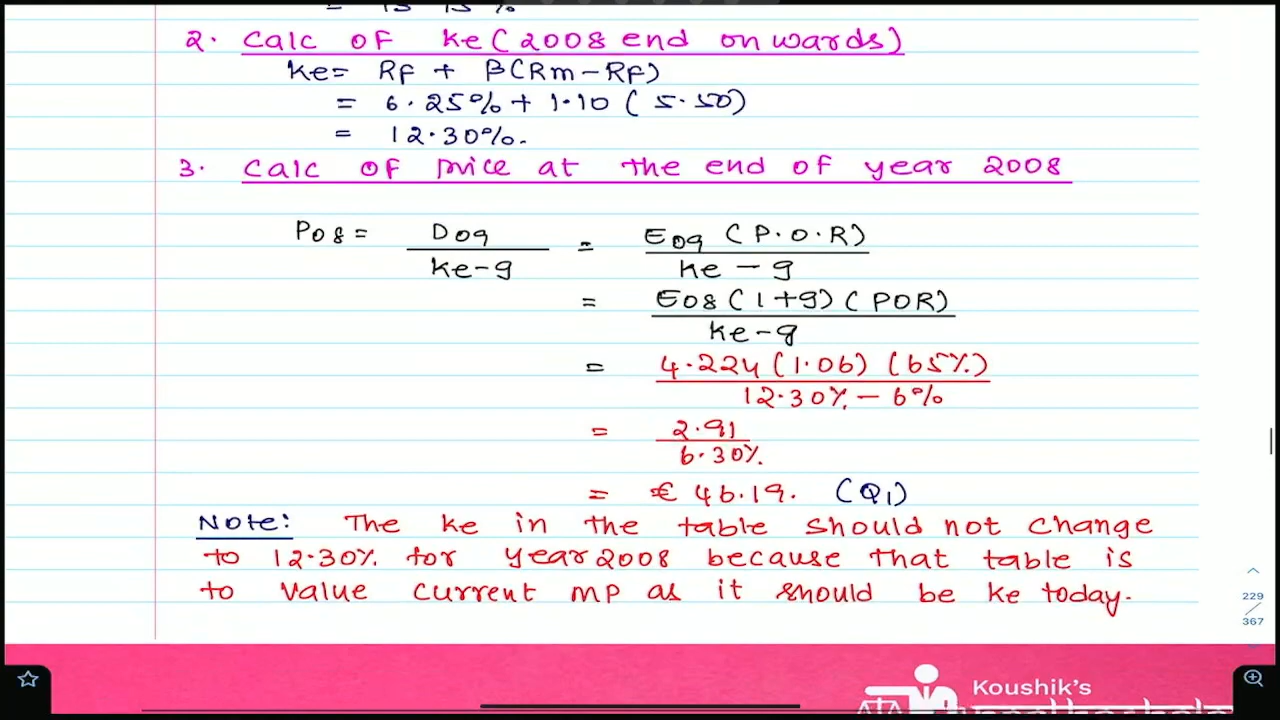 2. Calc of ke (2008 end onwards)
ke = RF + β(Rm - RF)
= 6.25% + 1.10 (5.50)
= 12.30%.
3. Calc of price at the end of year 2008
P08 = D09 / ke - g = E09 (P.O.R) / ke - g
= E08 (1+g) (POR) / ke - g
= 4.224 (1.06) (65%) / 12.30% - 6%
= 2.91 / 6.30%
= € 46.19. (Q1)
Note: The ke in the table should not change
to 12.30% for year 2008 because that table is
to value current MP as it should be ke today.
229
/
367
Koushik's